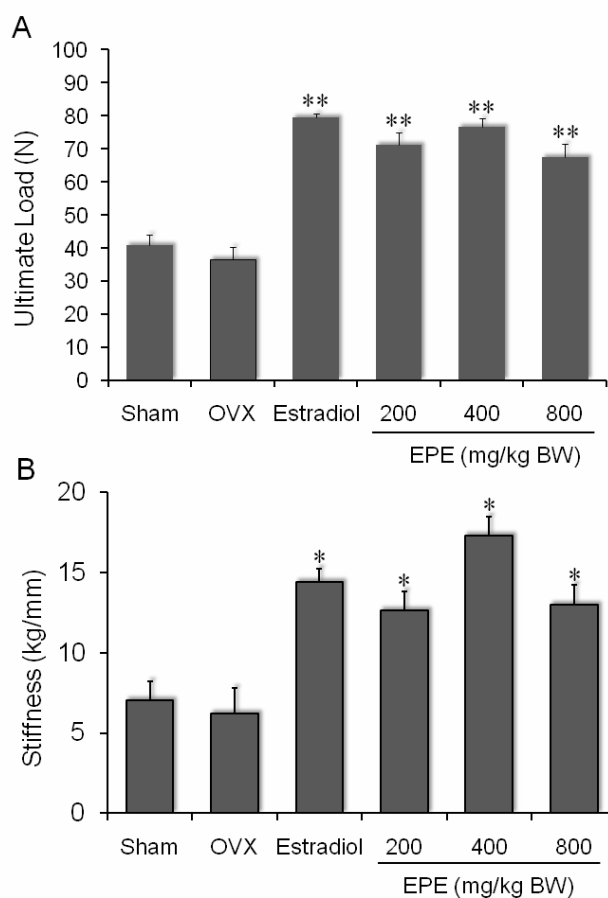 A
Ultimate Load (N)
100
90
80
70
60
50
40
30
20
10
0
** ** ** **
Sham OVX Estradiol 200 400 800
EPE (mg/kg BW)
B
Stiffness (kg/mm)
20
15
10
5
0
* * * *
Sham OVX Estradiol 200 400 800
EPE (mg/kg BW)